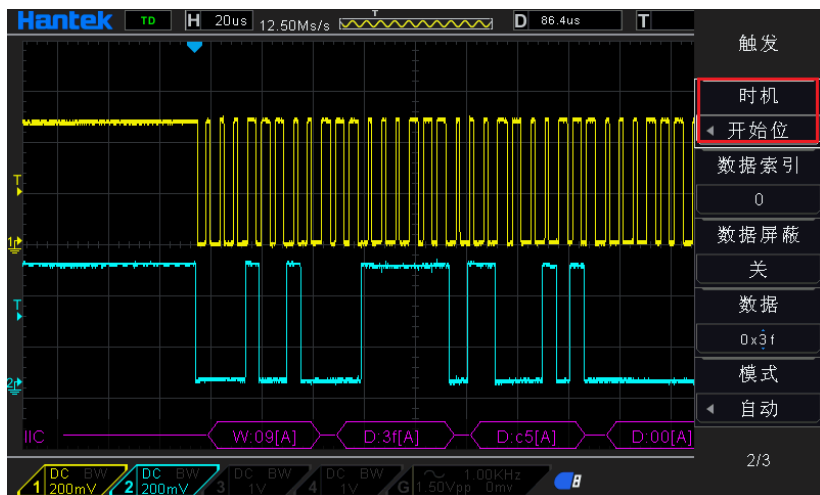 Hantek TD H 20us 12.50Ms/s T D 86.4us T
触发
时机
开始位
数据索引
0
数据屏蔽
关
数据
0x3f
模式
自动
2/3
T
1
T
2
IIC W:09[A] D:3f[A] D:c5[A] D:00[A]
1 DC BW 200mV 2 DC BW 200mV 3 DC BW 1V 4 DC BW 1V G 1.00KHz 1.50Vpp 0mv